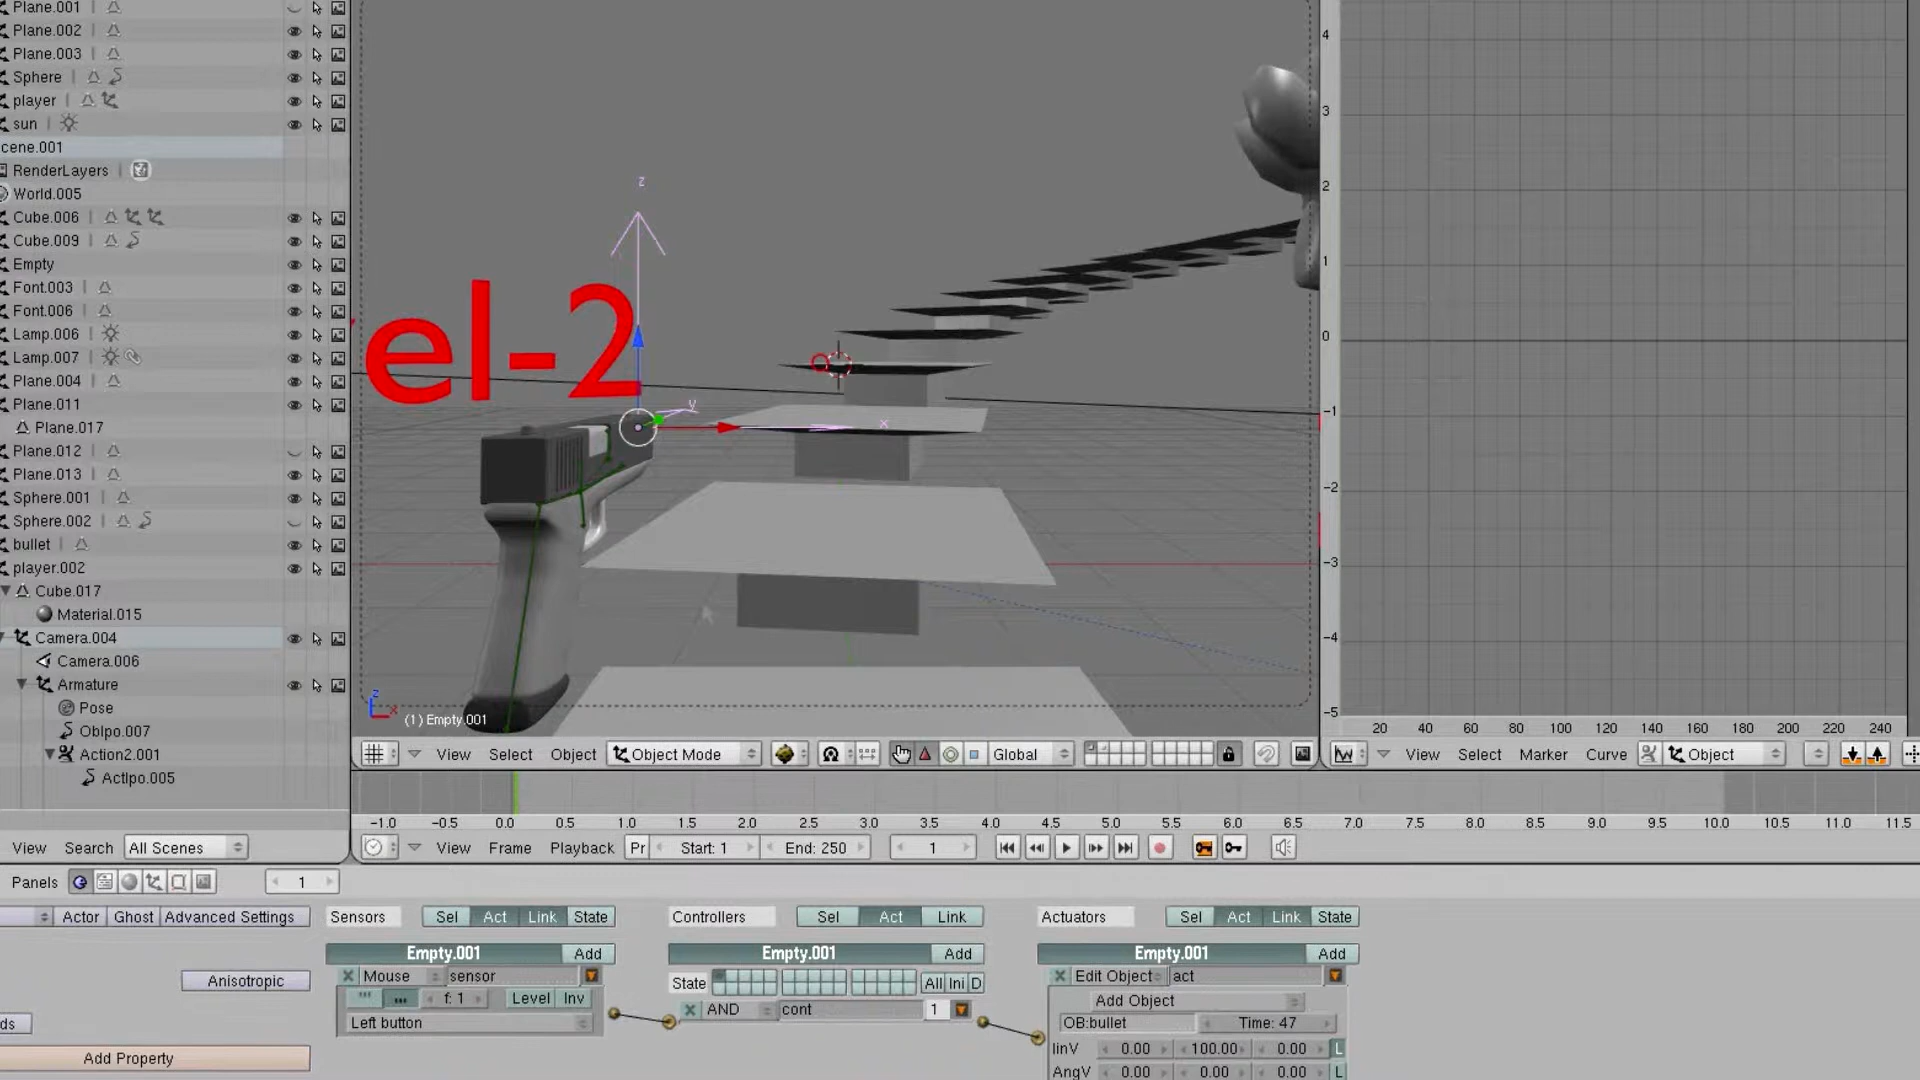 Plane.001
Plane.002
Plane.003
Sphere
player
sun
cene.001
RenderLayers
World.005
Cube.006
Cube.009
Empty
Font.003
Font.006
Lamp.006
Lamp.007
Plane.004
Plane.011
Plane.017
Plane.012
Plane.013
Sphere.001
Sphere.002
bullet
player.002
Cube.017
Material.015
Camera.004
Camera.006
Armature
Pose
ObIpo.007
Action2.001
ActIpo.005
View Search All Scenes
z
el-2
y
x
z
x
(1) Empty.001
View Select Object Object Mode Global
4
3
2
1
0
-1
-2
-3
-4
-5
20 40 60 80 100 120 140 160 180 200 220 240
View Select Marker Curve Object
-1.0 -0.5 0.0 0.5 1.0 1.5 2.0 2.5 3.0 3.5 4.0 4.5 5.0 5.5 6.0 6.5 7.0 7.5 8.0 8.5 9.0 9.5 10.0 10.5 11.0 11.5
View Frame Playback Pr Start: 1 End: 250 1
Panels 1
Actor Ghost Advanced Settings
Anisotropic
ds
Add Property
Sensors Sel Act Link State
Empty.001 Add
Mouse sensor
f: 1 Level Inv
Left button
Controllers Sel Act Link
Empty.001 Add
State All Ini D
AND cont 1
Actuators Sel Act Link State
Empty.001 Add
Edit Object act
Add Object
OB:bullet Time: 47
linV 0.00 100.00 0.00 L
AngV 0.00 0.00 0.00 L